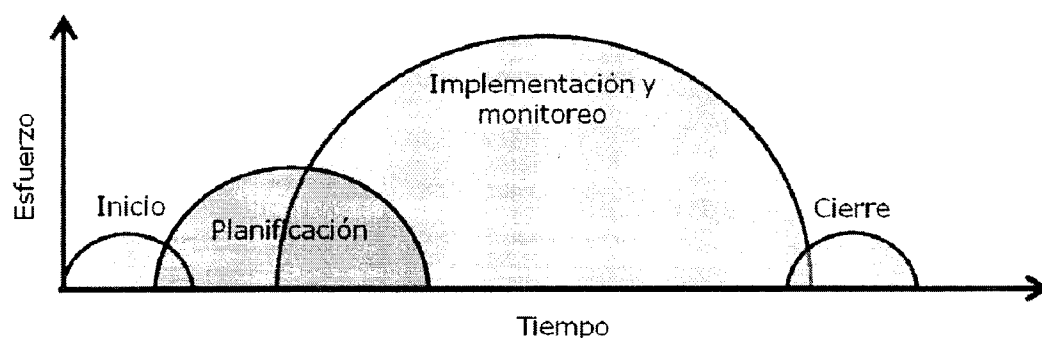 Implementación y
monitoreo
Esfuerzo
Inicio
Planificación
Cierre
Tiempo